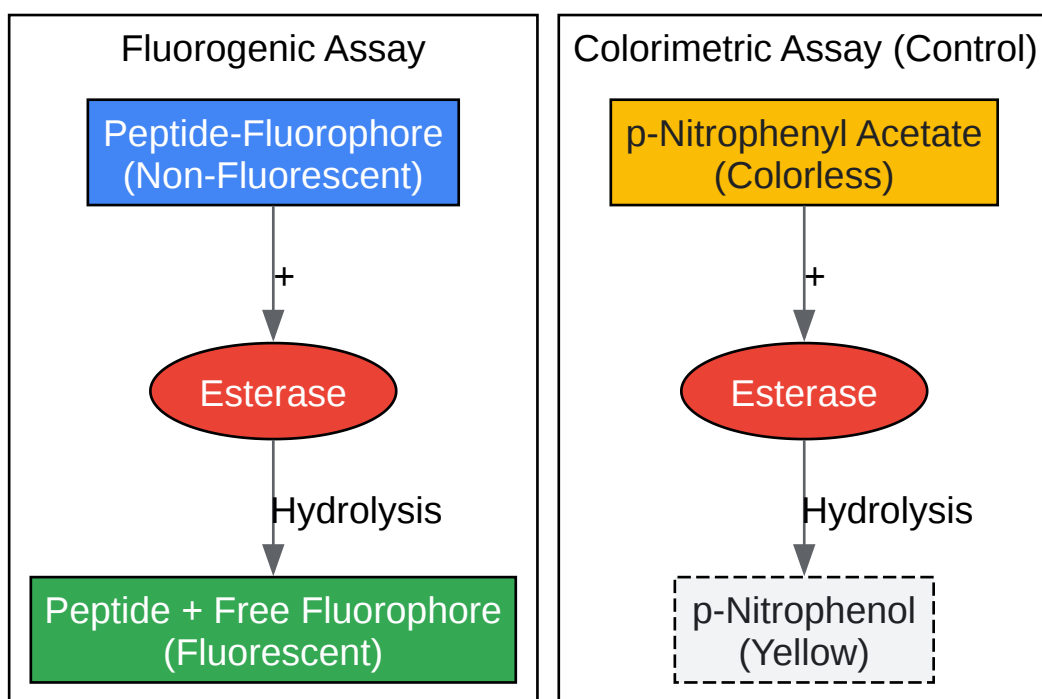 Fluorogenic Assay
Peptide-Fluorophore
(Non-Fluorescent)
+
Esterase
Hydrolysis
Peptide + Free Fluorophore
(Fluorescent)
Colorimetric Assay (Control)
p-Nitrophenyl Acetate
(Colorless)
+
Esterase
Hydrolysis
p-Nitrophenol
(Yellow)